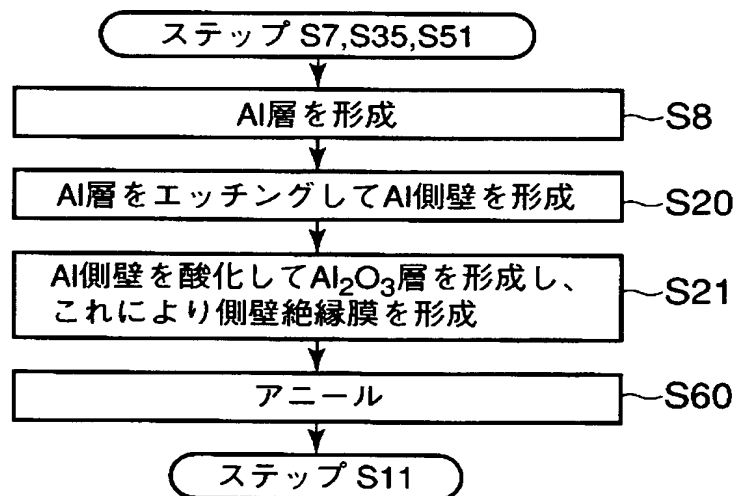 ステップ S7,S35,S51
Al層を形成
S8
Al層をエッチングしてAl側壁を形成
S20
Al側壁を酸化してAl₂O₃層を形成し、
これにより側壁絶縁膜を形成
S21
アニール
S60
ステップ S11